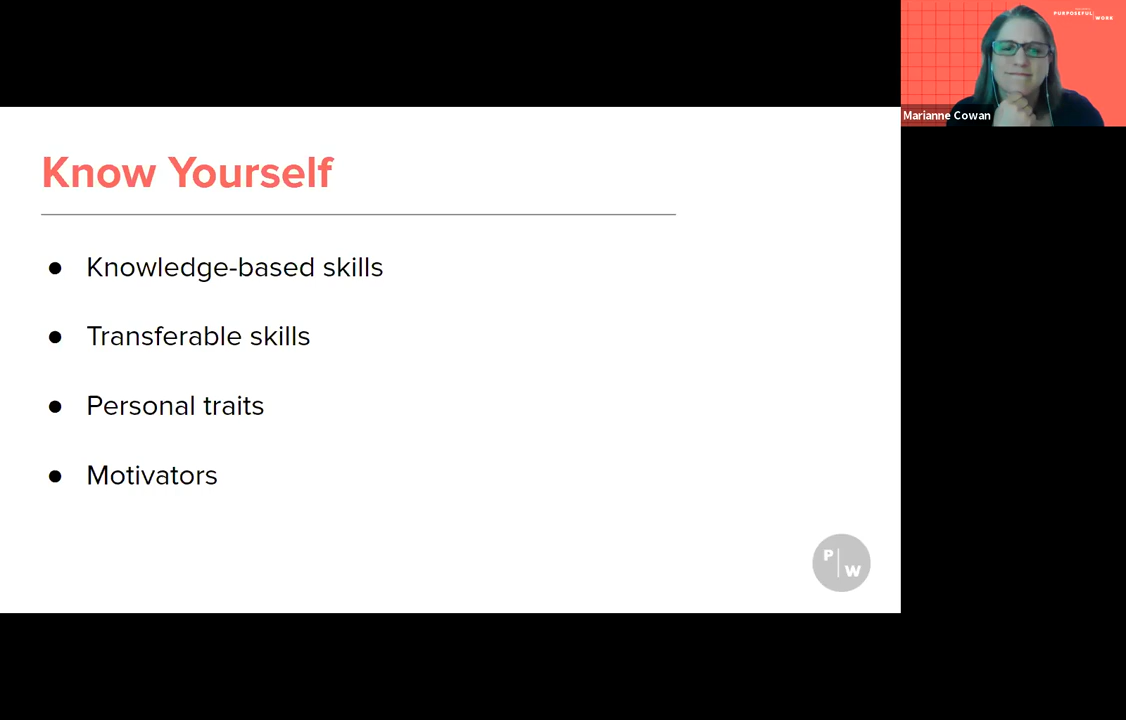 PURPOSEFUL
WORK
Marianne Cowan
Know Yourself
● Knowledge-based skills
● Transferable skills
● Personal traits
● Motivators
P
W